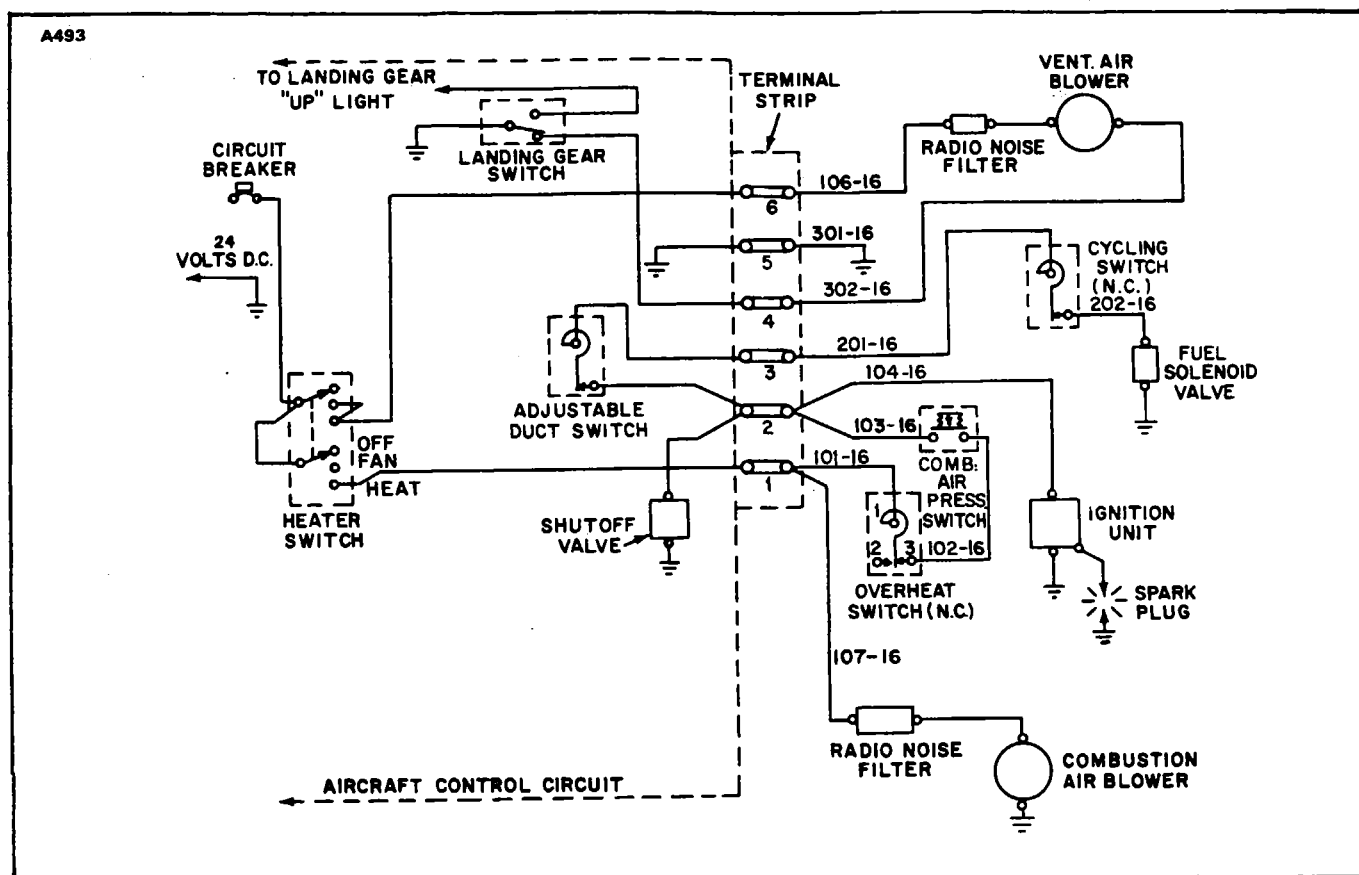 A493
TO LANDING GEAR
"UP" LIGHT
TERMINAL
STRIP
VENT. AIR
BLOWER
CIRCUIT
BREAKER
LANDING GEAR
SWITCH
RADIO NOISE
FILTER
6
106-16
24
VOLTS D.C.
5
301-16
CYCLING
SWITCH
(N.C.)
4
302-16
202-16
3
201-16
FUEL
SOLENOID
VALVE
ADJUSTABLE
DUCT SWITCH
2
104-16
103-16
OFF
FAN
HEAT
HEATER
SWITCH
1
101-16
COMB:
AIR
PRESS.
SWITCH
SHUTOFF
VALVE
1
2
3
102-16
OVERHEAT
SWITCH (N.C.)
IGNITION
UNIT
SPARK
PLUG
107-16
RADIO NOISE
FILTER
COMBUSTION
AIR BLOWER
AIRCRAFT CONTROL CIRCUIT